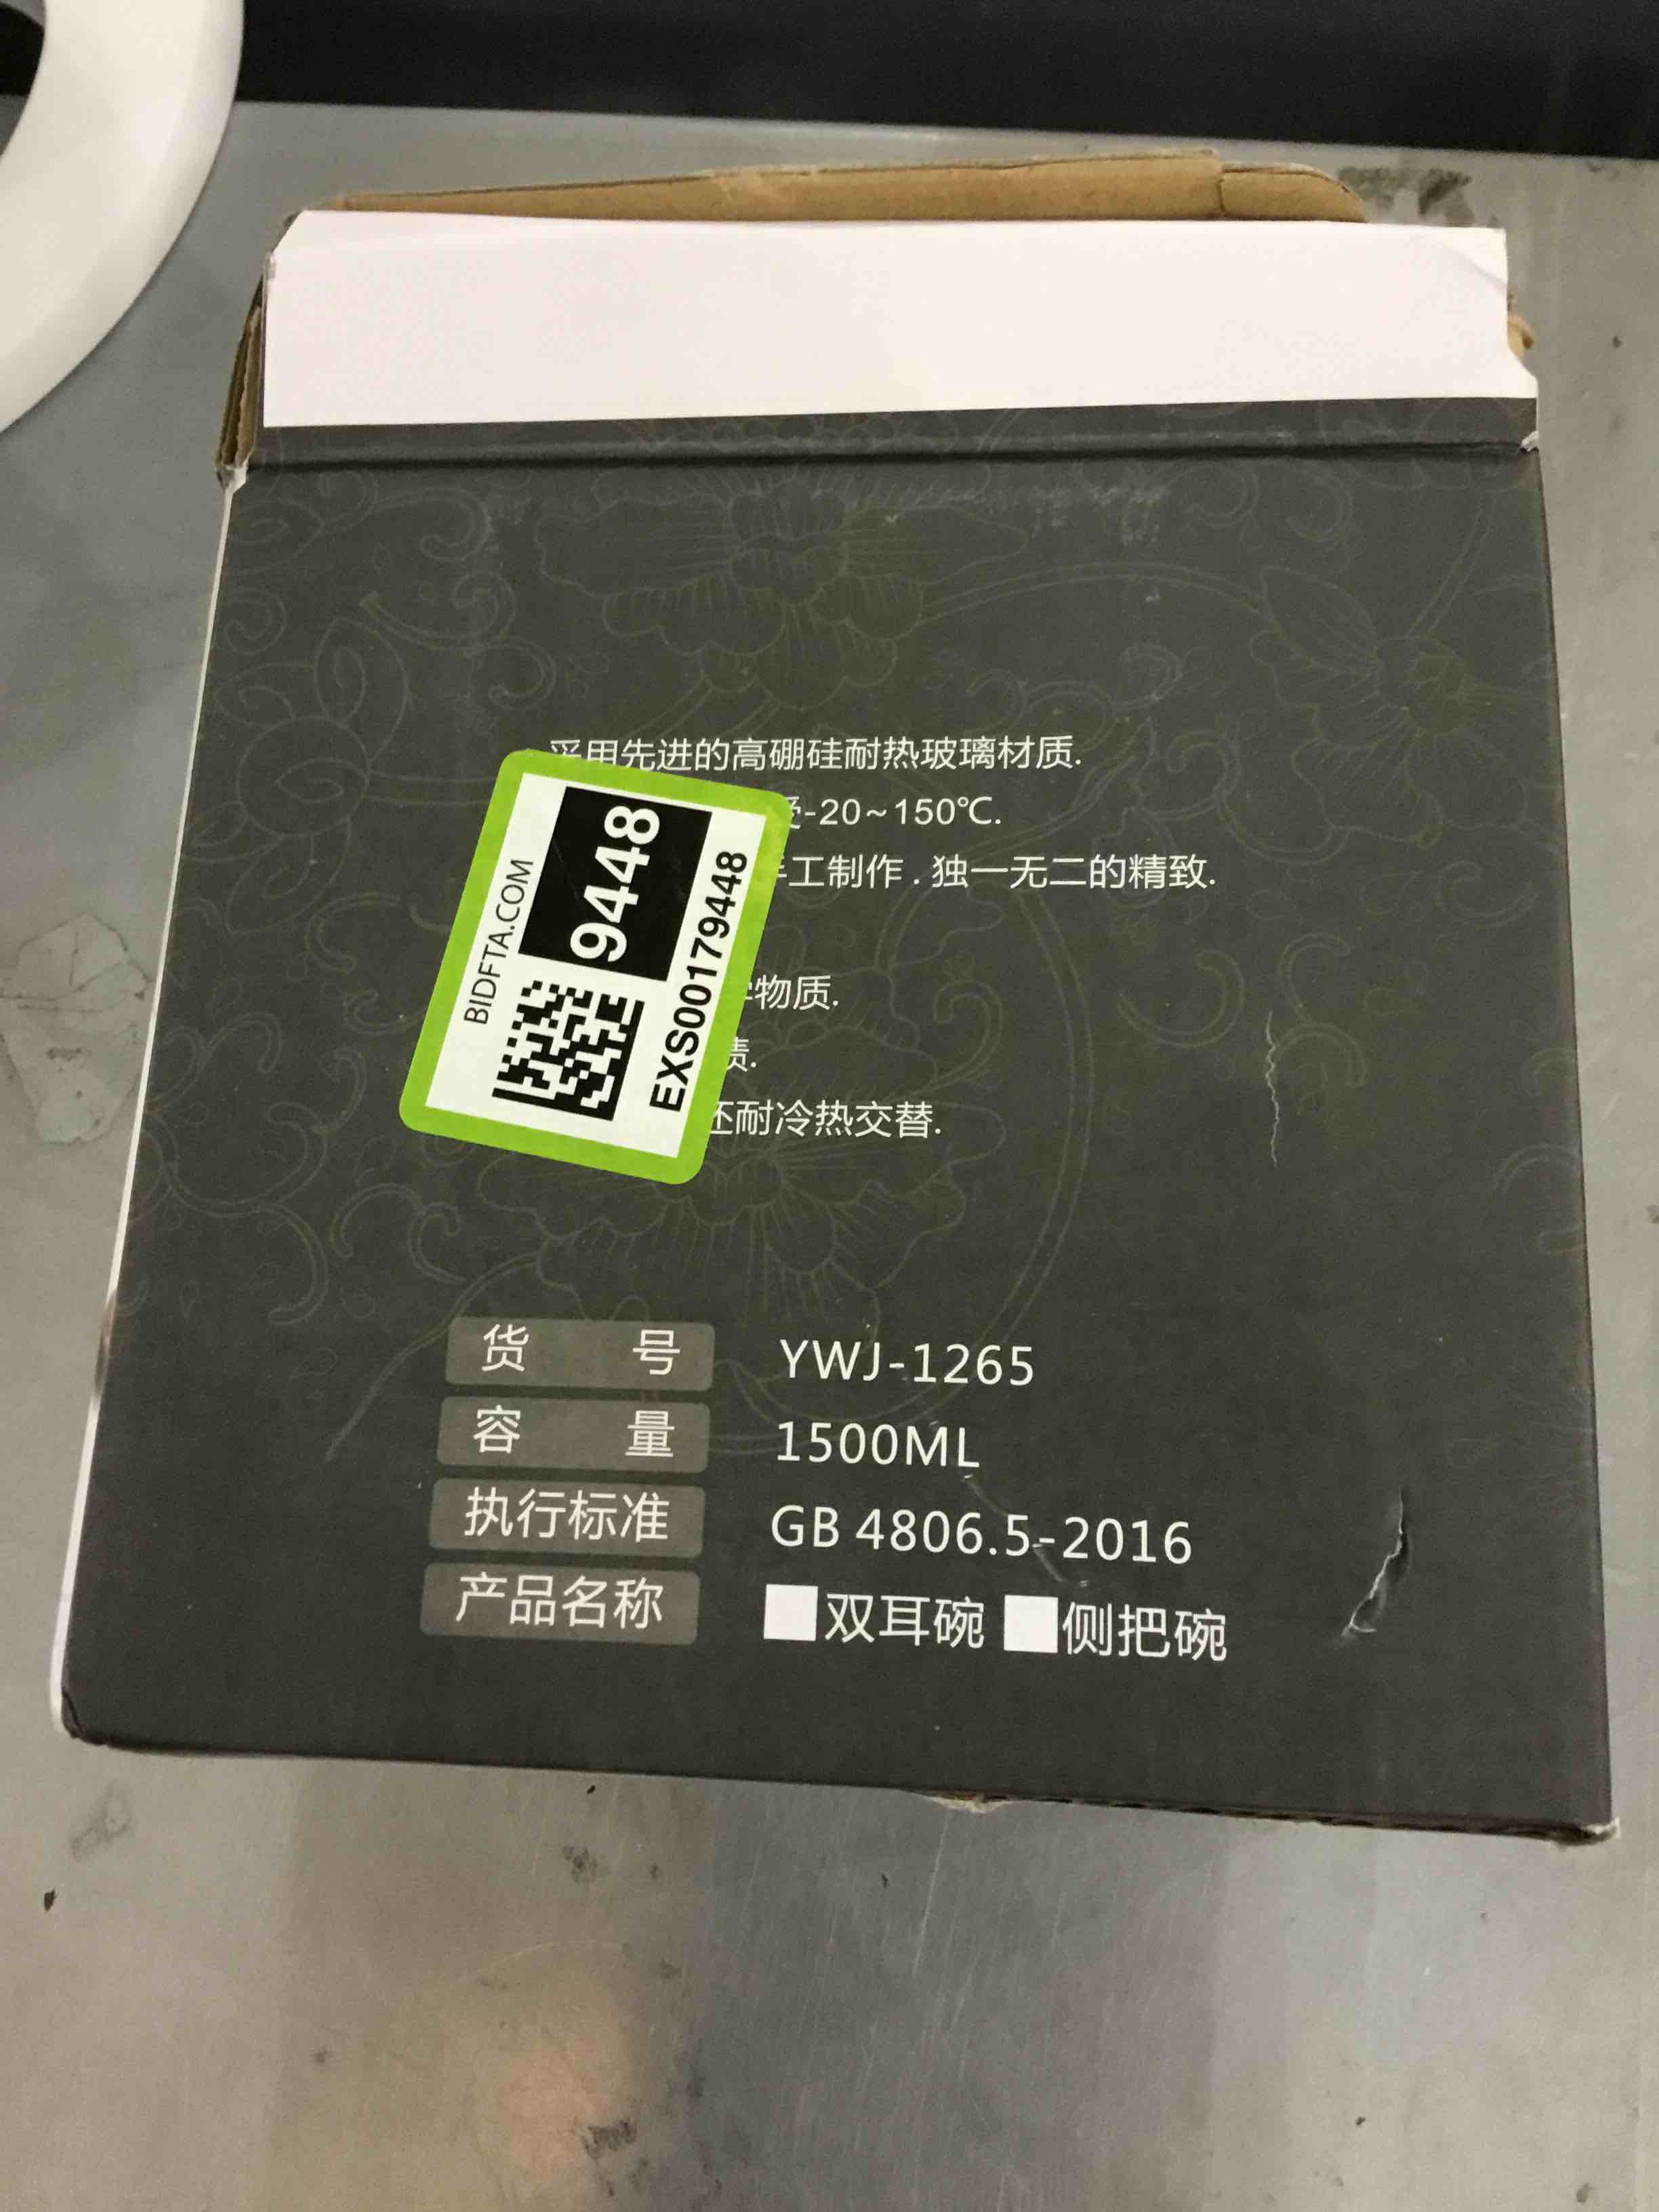 采用先进的高硼硅耐热玻璃材质.
-20~150℃.
工制作.独一无二的精致.
物质.
耐冷热交替.
BIDFTA.COM
9448
EXS00179448
货号 YWJ-1265
容量 1500ML
执行标准 GB 4806.5-2016
产品名称 双耳碗 侧把碗